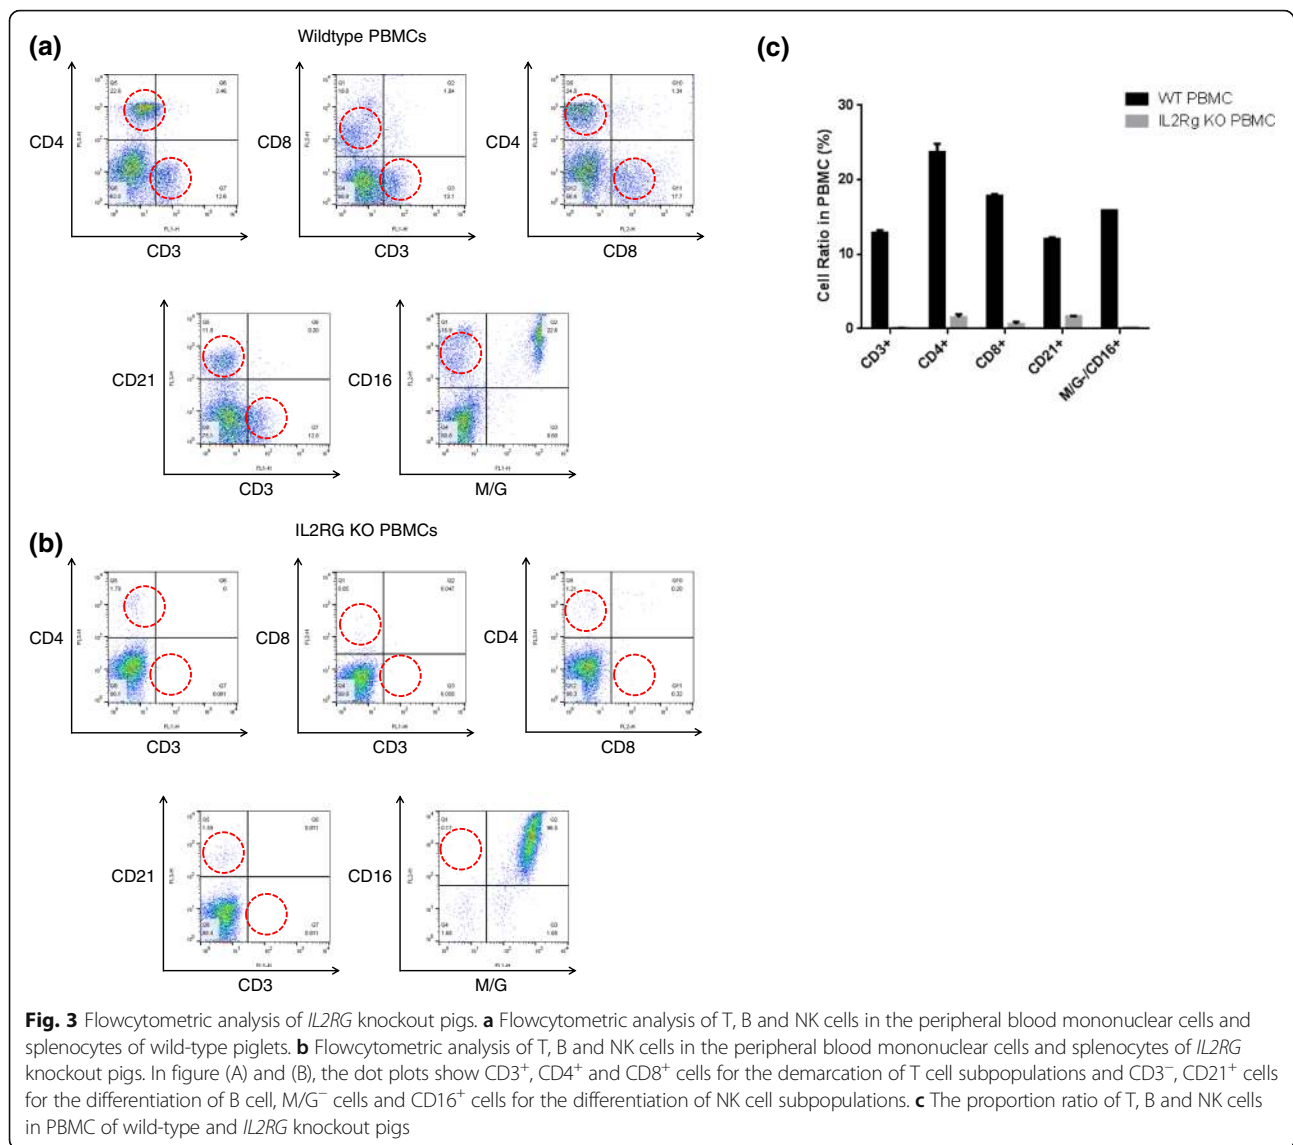 (a)
Wildtype PBMCs
CD4
CD3
CD8
CD3
CD4
CD8
CD21
CD3
CD16
M/G
(b)
IL2RG KO PBMCs
CD4
CD3
CD8
CD3
CD4
CD8
CD21
CD3
CD16
M/G
(c)
WT PBMC
IL2Rg KO PBMC
Cell Ratio in PBMC (%)
30
20
10
0
CD3+
CD4+
CD8+
CD21+
M/G-/CD16+
Fig. 3 Flowcytometric analysis of IL2RG knockout pigs. a Flowcytometric analysis of T, B and NK cells in the peripheral blood mononuclear cells and
splenocytes of wild-type piglets. b Flowcytometric analysis of T, B and NK cells in the peripheral blood mononuclear cells and splenocytes of IL2RG
knockout pigs. In figure (A) and (B), the dot plots show CD3⁺, CD4⁺ and CD8⁺ cells for the demarcation of T cell subpopulations and CD3⁻, CD21⁺ cells
for the differentiation of B cell, M/G⁻ cells and CD16⁺ cells for the differentiation of NK cell subpopulations. c The proportion ratio of T, B and NK cells
in PBMC of wild-type and IL2RG knockout pigs